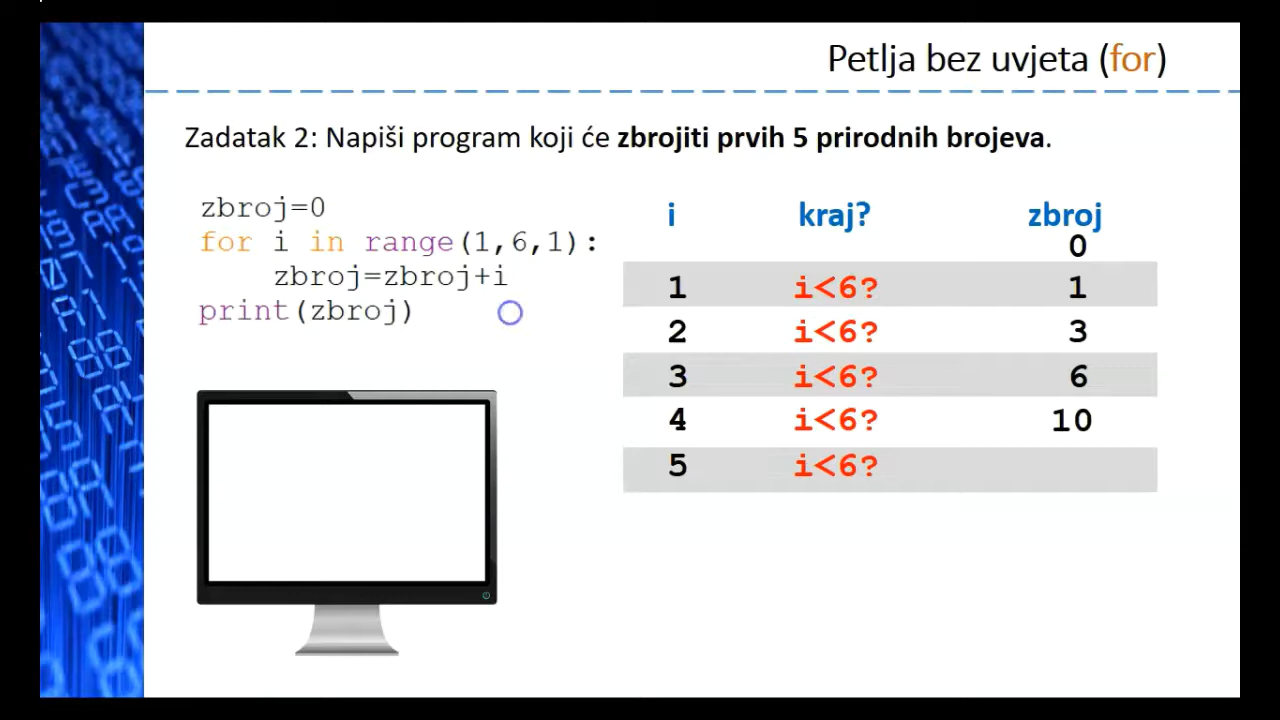 Petlja bez uvjeta (for)
Zadatak 2: Napiši program koji će zbrojiti prvih 5 prirodnih brojeva.
zbroj=0
for i in range(1,6,1):
    zbroj=zbroj+i
print(zbroj)
i kraj? zbroj
0
1 i<6? 1
2 i<6? 3
3 i<6? 6
4 i<6? 10
5 i<6?